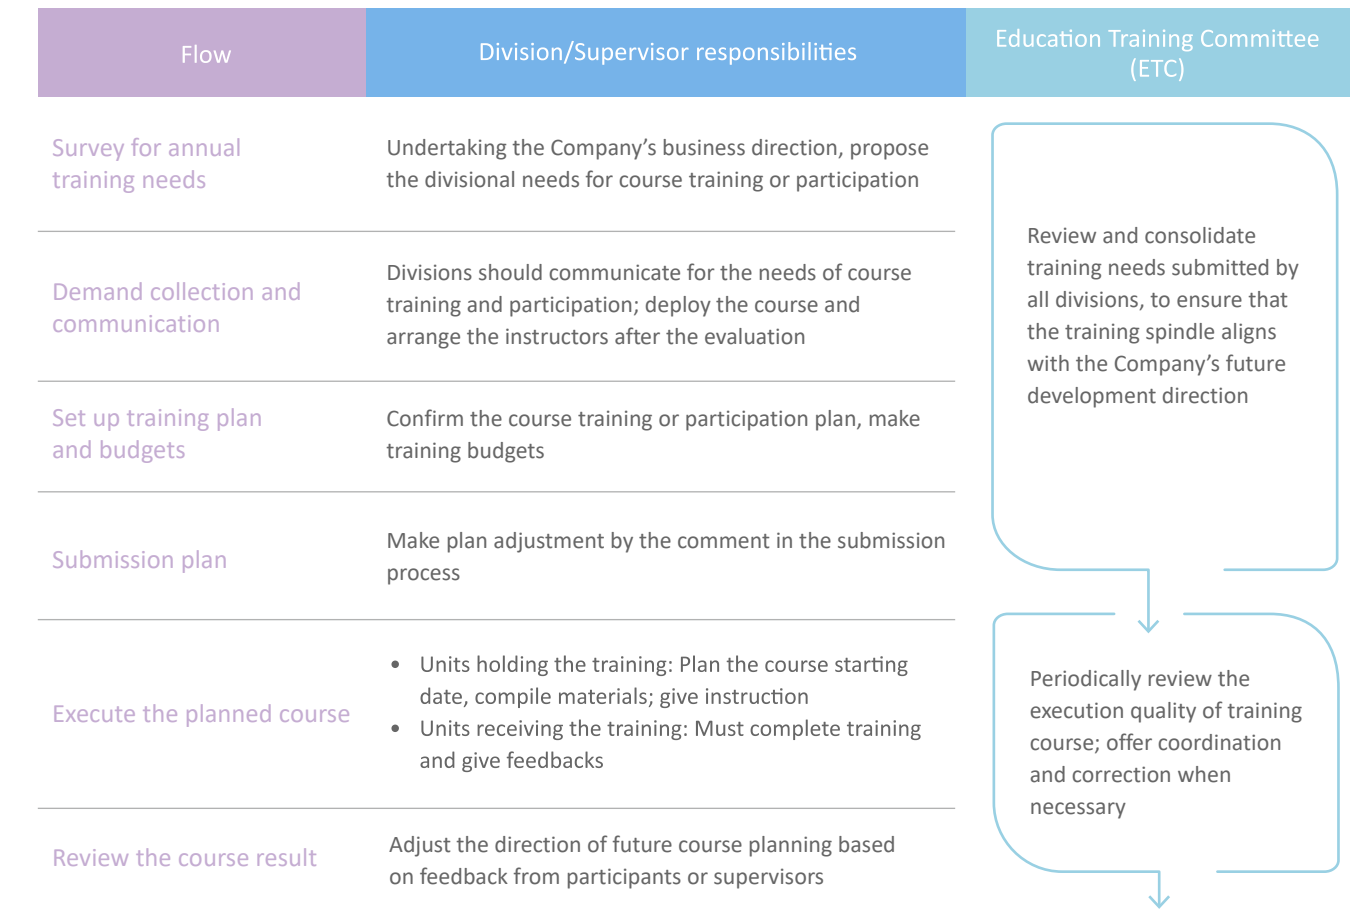 Flow
Division/Supervisor responsibilities
Education Training Committee
(ETC)
Survey for annual
training needs
Undertaking the Company’s business direction, propose
the divisional needs for course training or participation
Demand collection and
communication
Divisions should communicate for the needs of course
training and participation; deploy the course and
arrange the instructors after the evaluation
Set up training plan
and budgets
Confirm the course training or participation plan, make
training budgets
Submission plan
Make plan adjustment by the comment in the submission
process
Review and consolidate
training needs submitted by
all divisions, to ensure that
the training spindle aligns
with the Company’s future
development direction
Execute the planned course
• Units holding the training: Plan the course starting
date, compile materials; give instruction
• Units receiving the training: Must complete training
and give feedbacks
Review the course result
Adjust the direction of future course planning based
on feedback from participants or supervisors
Periodically review the
execution quality of training
course; offer coordination
and correction when
necessary